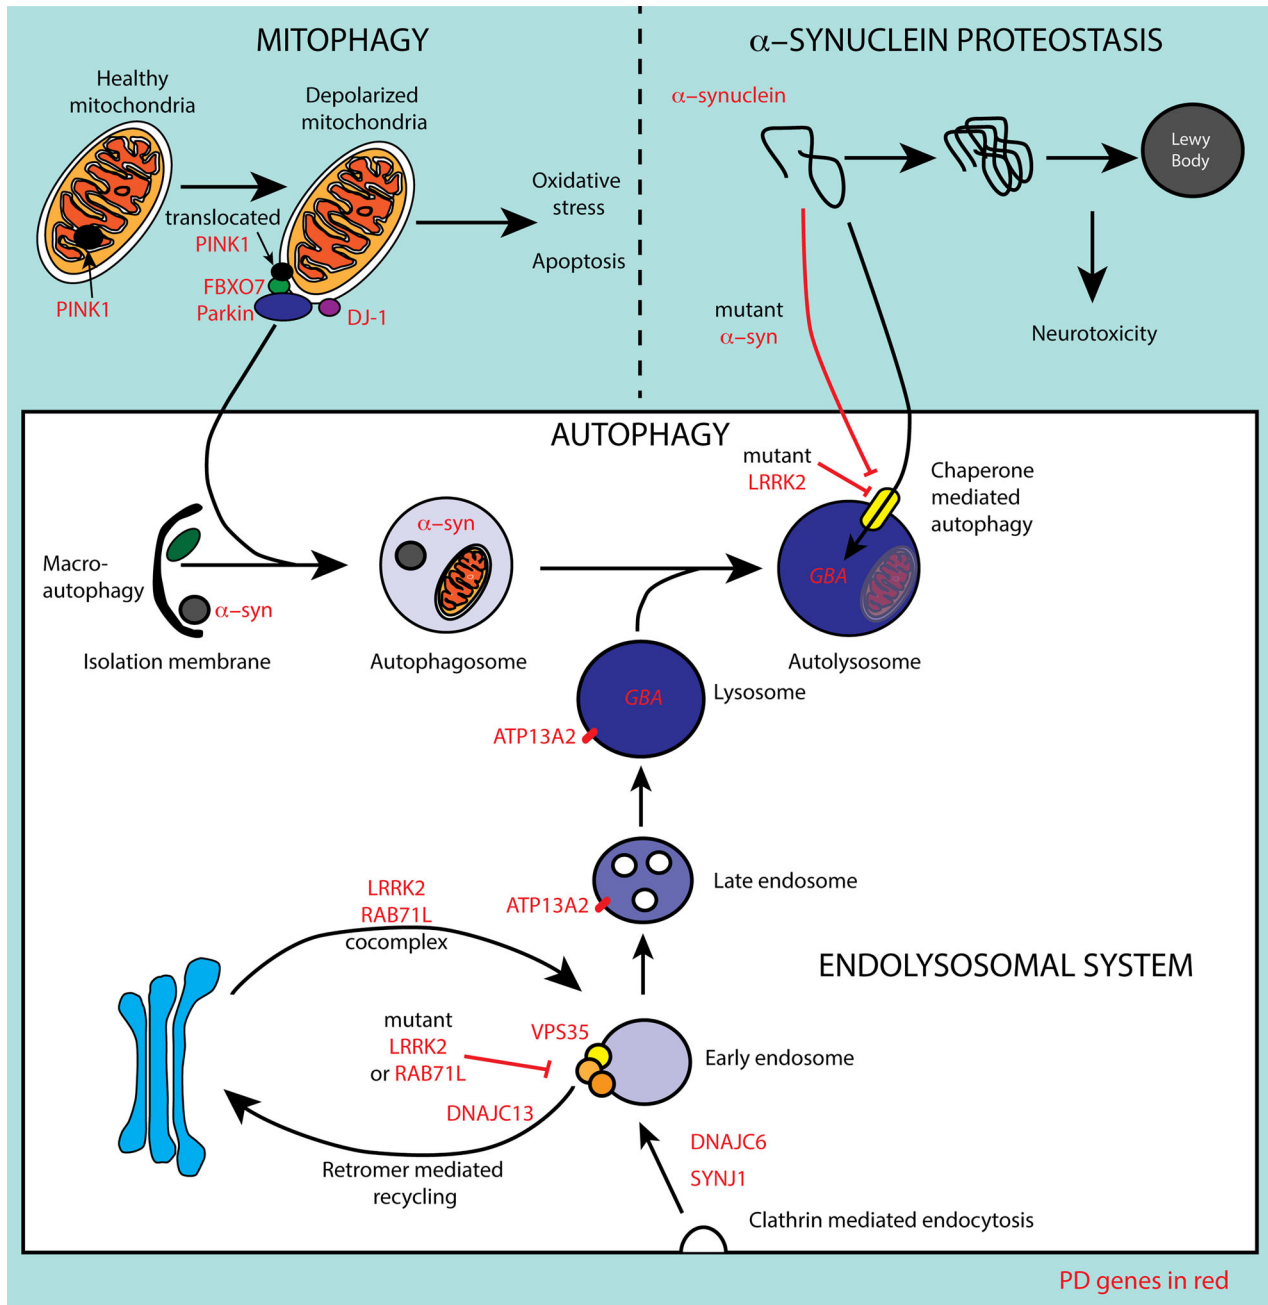 MITOPHAGY
Healthy
mitochondria
Depolarized
mitochondria
translocated
PINK1
PINK1
FBXO7
Parkin
DJ-1
Oxidative
stress
Apoptosis
α–SYNUCLEIN PROTEOSTASIS
α–synuclein
Lewy
Body
mutant
α–syn
Neurotoxicity
AUTOPHAGY
mutant
LRRK2
Chaperone
mediated
autophagy
Macro-
autophagy
α–syn
Isolation membrane
α–syn
Autophagosome
GBA
Autolysosome
GBA
Lysosome
ATP13A2
ATP13A2
Late endosome
LRRK2
RAB71L
cocomplex
ENDOLYSOSOMAL SYSTEM
mutant
LRRK2
or RAB71L
VPS35
Early endosome
DNAJC13
Retromer mediated
recycling
DNAJC6
SYNJ1
Clathrin mediated endocytosis
PD genes in red